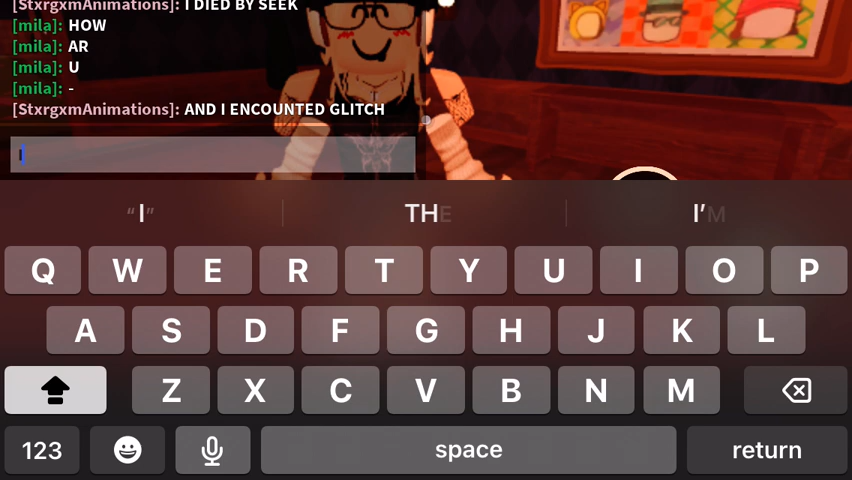 [StxrgxmAnimations]: I DIED BY SEEK
[mila]: HOW
[mila]: AR
[mila]: U
[mila]: -
[StxrgxmAnimations]: AND I ENCOUNTED GLITCH
I
“I” THE I’M
Q W E R T Y U I O P
A S D F G H J K L
Z X C V B N M
123 space return